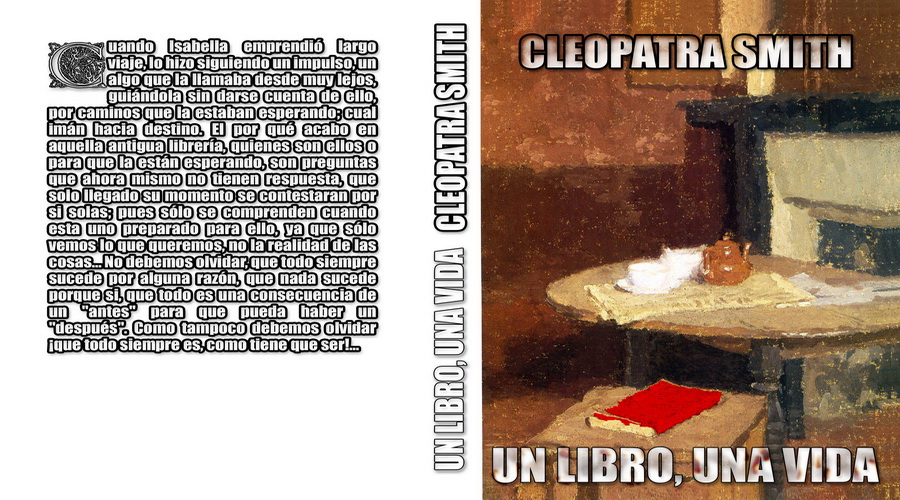 Cuando Isabella emprendió largo
viaje, lo hizo siguiendo un impulso, un
algo que la llamaba desde muy lejos,
guiándola sin darse cuenta de ello,
por caminos que la estaban esperando; cual
imán hacia destino. El por qué acabo en
aquella antigua librería, quienes son ellos o
para que la están esperando, son preguntas
que ahora mismo no tienen respuesta, que
solo llegado su momento se contestaran por
si solas; pues sólo se comprenden cuando
esta uno preparado para ello, ya que sólo
vemos lo que queremos, no la realidad de las
cosas... No debemos olvidar, que todo siempre
sucede por alguna razón, que nada sucede
porque si, que todo es una consecuencia de
un "antes" para que pueda haber un
"después". Como tampoco debemos olvidar
¡que todo siempre es, como tiene que ser!...
UN LIBRO, UNA VIDA CLEOPATRA SMITH
CLEOPATRA SMITH
UN LIBRO, UNA VIDA